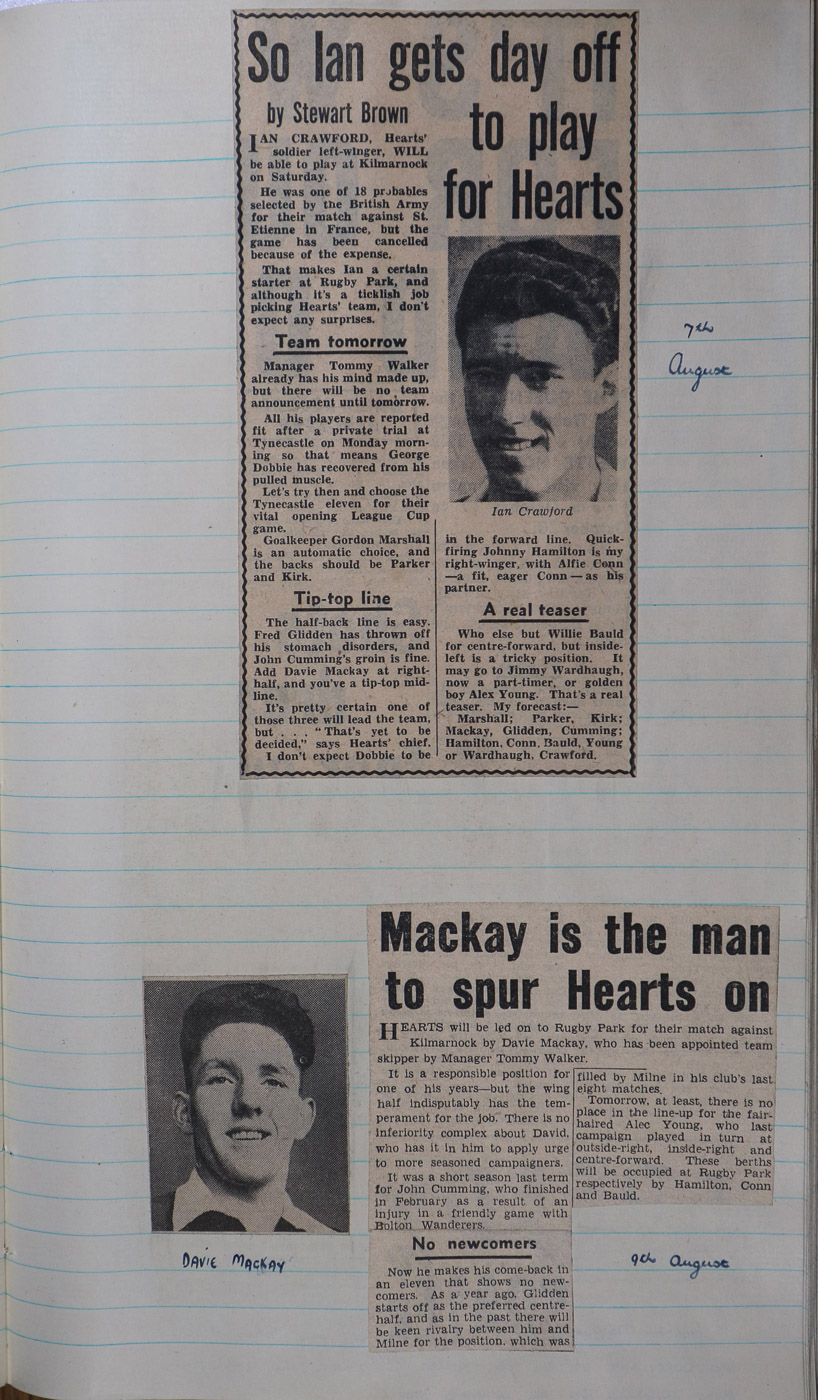 So Ian gets day off
to play
for Hearts
by Stewart Brown
IAN CRAWFORD, Hearts'
soldier left-winger, WILL
be able to play at Kilmarnock
on Saturday.
He was one of 18 probables
selected by the British Army
for their match against St.
Etienne in France, but the
game has been cancelled
because of the expense.
That makes Ian a certain
starter at Rugby Park, and
although it's a ticklish job
picking Hearts' team, I don't
expect any surprises.
Team tomorrow
Manager Tommy Walker
already has his mind made up,
but there will be no team
announcement until tomorrow.
All his players are reported
fit after a private trial at
Tynecastle on Monday morn-
ing so that means George
Dobbie has recovered from his
pulled muscle.
Let's try then and choose the
Tynecastle eleven for their
vital opening League Cup
game.
Goalkeeper Gordon Marshall
is an automatic choice, and
the backs should be Parker
and Kirk.
Tip-top line
The half-back line is easy.
Fred Glidden has thrown off
his stomach disorders, and
John Cumming's groin is fine.
Add Davie Mackay at right-
half, and you've a tip-top mid-
line.
It's pretty certain one of
those three will lead the team,
but . . . "That's yet to be
decided," says Hearts' chief.
I don't expect Dobbie to be
Ian Crawford
in the forward line. Quick-
firing Johnny Hamilton is my
right-winger, with Alfie Conn
—a fit, eager Conn—as his
partner.
A real teaser
Who else but Willie Bauld
for centre-forward, but inside-
left is a tricky position. It
may go to Jimmy Wardhaugh,
now a part-timer, or golden
boy Alex Young. That's a real
teaser. My forecast:—
Marshall; Parker, Kirk;
Mackay, Glidden, Cumming;
Hamilton, Conn, Bauld, Young
or Wardhaugh, Crawford.
7th
August
Mackay is the man
to spur Hearts on
HEARTS will be led on to Rugby Park for their match against
Kilmarnock by Davie Mackay, who has been appointed team
skipper by Manager Tommy Walker.
It is a responsible position for
one of his years—but the wing
half indisputably has the tem-
perament for the job. There is no
inferiority complex about David,
who has it in him to apply urge
to more seasoned campaigners.
It was a short season last term
for John Cumming, who finished
in February as a result of an
injury in a friendly game with
Bolton Wanderers.
No newcomers
Now he makes his come-back in
an eleven that shows no new-
comers. As a year ago, Glidden
starts off as the preferred centre-
half, and as in the past there will
be keen rivalry between him and
Milne for the position, which was
filled by Milne in his club's last
eight matches.
Tomorrow, at least, there is no
place in the line-up for the fair-
haired Alec Young, who last
campaign played in turn at
outside-right, inside-right and
centre-forward. These berths
will be occupied at Rugby Park
respectively by Hamilton, Conn
and Bauld.
DAVIE MACKAY
9th August